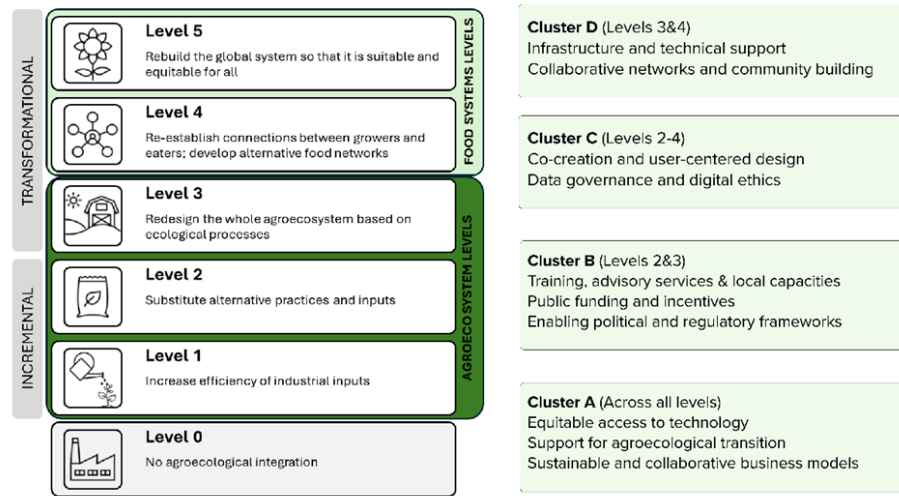 TRANSFORMATIONAL
INCREMENTAL
Level 5
Rebuild the global system so that it is suitable and
equitable for all
Level 4
Re-establish connections between growers and
eaters; develop alternative food networks
FOOD SYSTEMS LEVELS
Level 3
Redesign the whole agroecosystem based on
ecological processes
Level 2
Substitute alternative practices and inputs
Level 1
Increase efficiency of industrial inputs
AGROECO SYSTEM LEVELS
Level 0
No agroecological integration
Cluster D (Levels 3&4)
Infrastructure and technical support
Collaborative networks and community building
Cluster C (Levels 2-4)
Co-creation and user-centered design
Data governance and digital ethics
Cluster B (Levels 2&3)
Training, advisory services & local capacities
Public funding and incentives
Enabling political and regulatory frameworks
Cluster A (Across all levels)
Equitable access to technology
Support for agroecological transition
Sustainable and collaborative business models